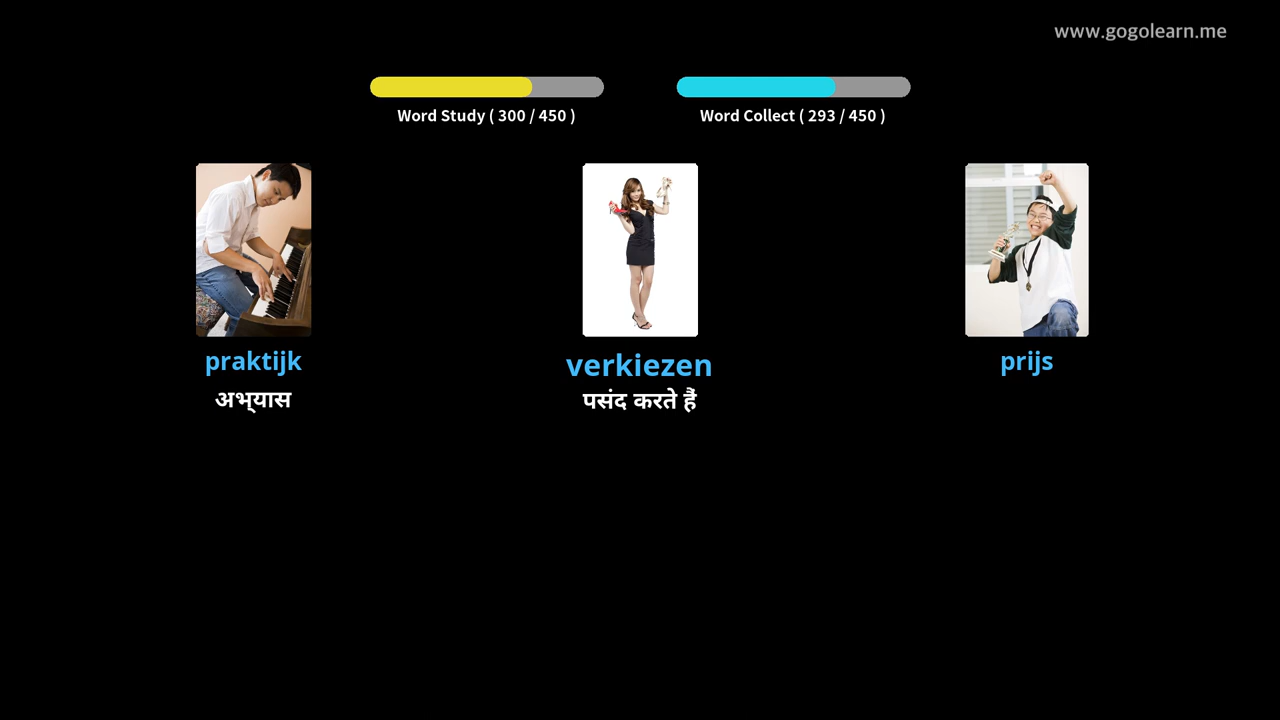 www.gogolearn.me
Word Study ( 300 / 450 )
Word Collect ( 293 / 450 )
praktijk
verkiezen
prijs
अभ्यास
पसंद करते हैं